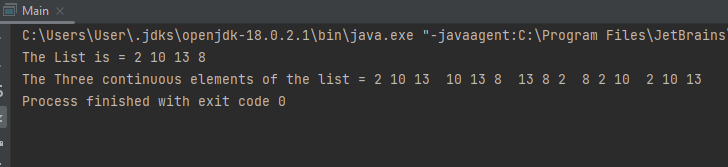 Main
C:\Users\User\.jdks\openjdk-18.0.2.1\bin\java.exe "-javaagent:C:\Program Files\JetBrains
The List is = 2 10 13 8
The Three continuous elements of the list = 2 10 13  10 13 8  13 8 2  8 2 10  2 10 13
Process finished with exit code 0